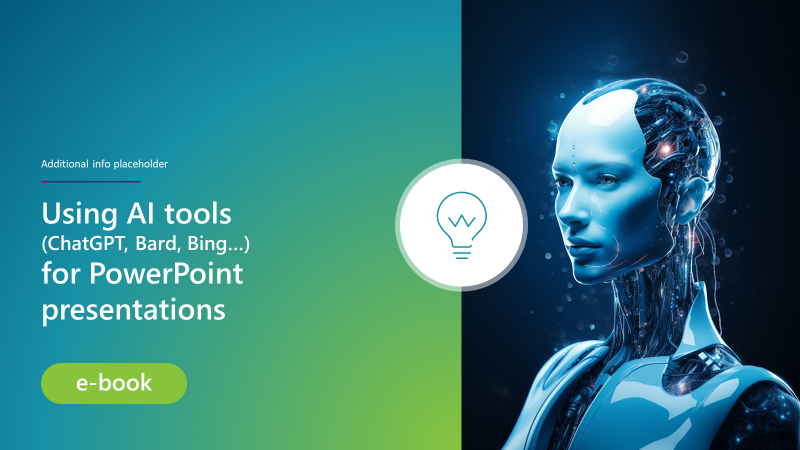 Additional info placeholder
Using AI tools
(ChatGPT, Bard, Bing...)
for PowerPoint
presentations
e-book